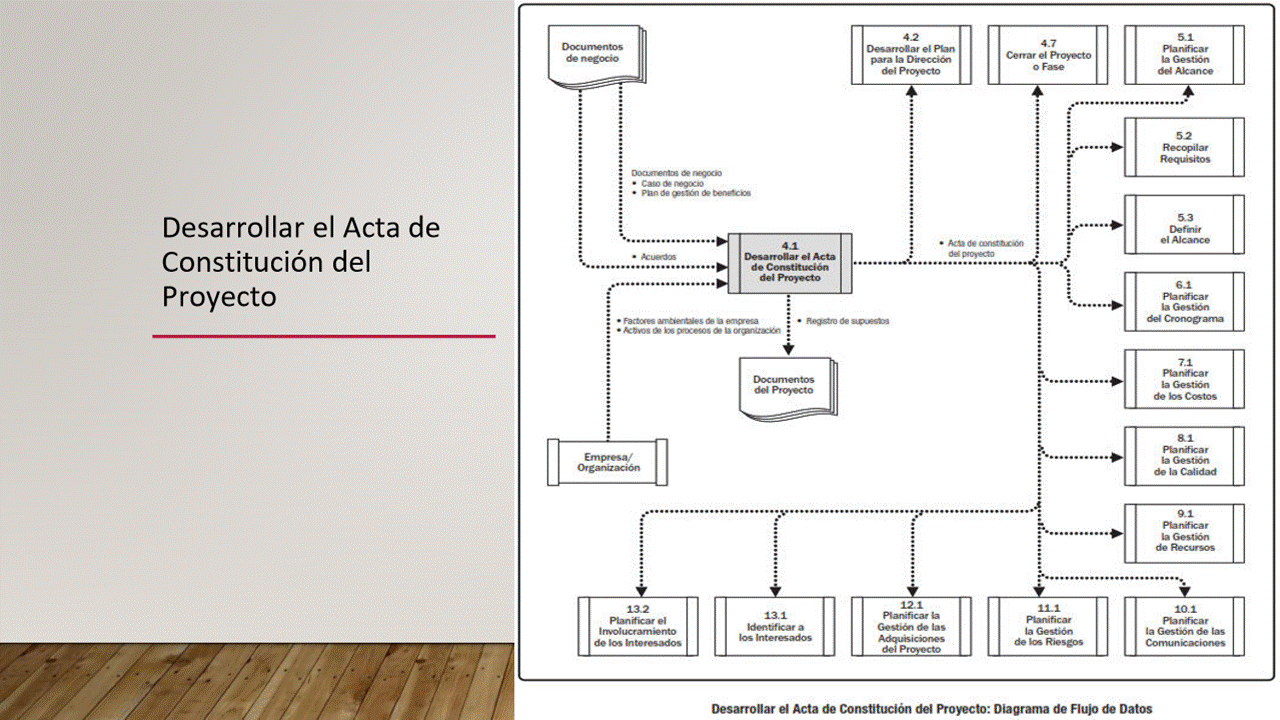 Desarrollar el Acta de
Constitución del
Proyecto
Documentos
de negocio
4.2
Desarrollar el Plan
para la Dirección
del Proyecto
4.7
Cerrar el Proyecto
o Fase
5.1
Planificar
la Gestión
del Alcance
5.2
Recopilar
Requisitos
Documentos de negocio
• Caso de negocio
• Plan de gestión de beneficios
5.3
Definir
el Alcance
4.1
Desarrollar el Acta
de Constitución
del Proyecto
• Acuerdos
• Acta de constitución
del proyecto
6.1
Planificar
la Gestión
del Cronograma
• Factores ambientales de la empresa
• Activos de los procesos de la organización
• Registro de supuestos
Documentos
del Proyecto
7.1
Planificar
la Gestión
de los Costos
Empresa/
Organización
8.1
Planificar
la Gestión
de la Calidad
9.1
Planificar
la Gestión
de Recursos
13.2
Planificar el
Involucramiento
de los Interesados
13.1
Identificar a
los Interesados
12.1
Planificar la
Gestión de las
Adquisiciones
del Proyecto
11.1
Planificar
la Gestión
de los Riesgos
10.1
Planificar
la Gestión de las
Comunicaciones
Desarrollar el Acta de Constitución del Proyecto: Diagrama de Flujo de Datos